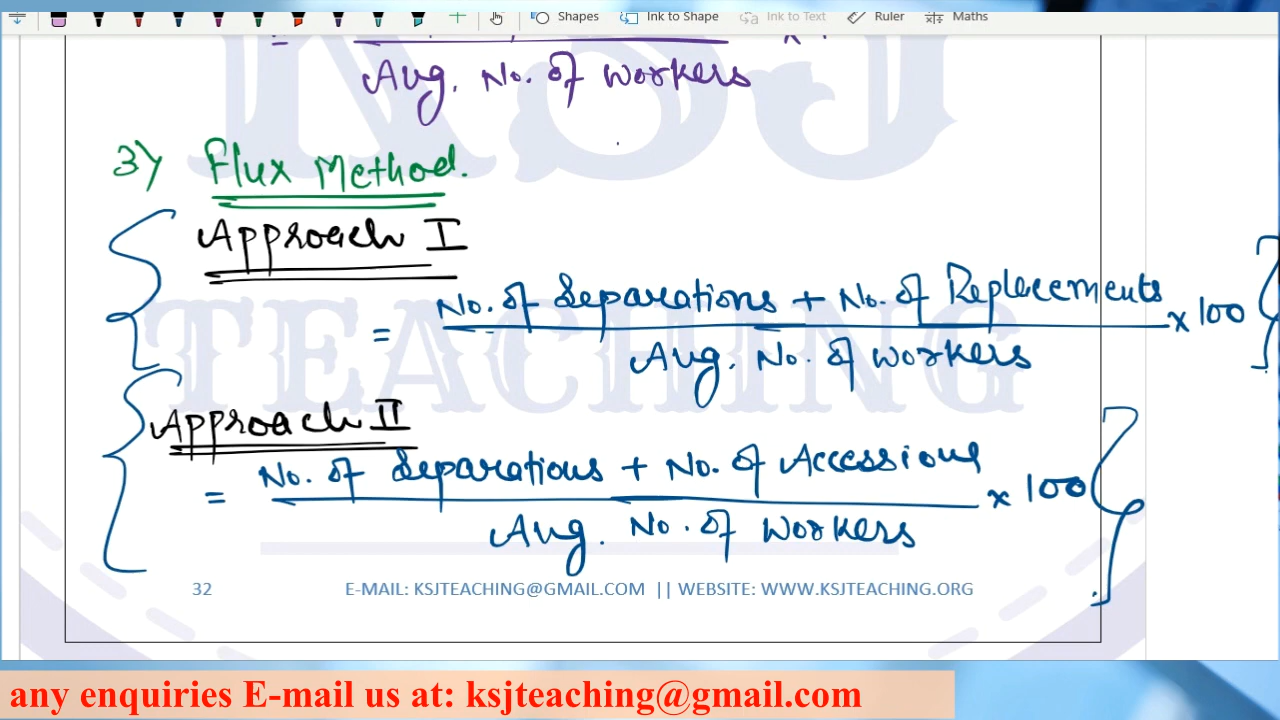 Shapes Ink to Shape Ink to Text Ruler Maths
Avg. No. of Workers
3) Flux Method.
Approach I
= No. of Separations + No. of Replacements × 100
Avg. No. of Workers
Approach II
= No. of Separations + No. of Accessions × 100
Avg. No. of Workers
KSJ
TEACHING
32 E-MAIL: KSJTEACHING@GMAIL.COM || WEBSITE: WWW.KSJTEACHING.ORG
any enquiries E-mail us at: ksjteaching@gmail.com